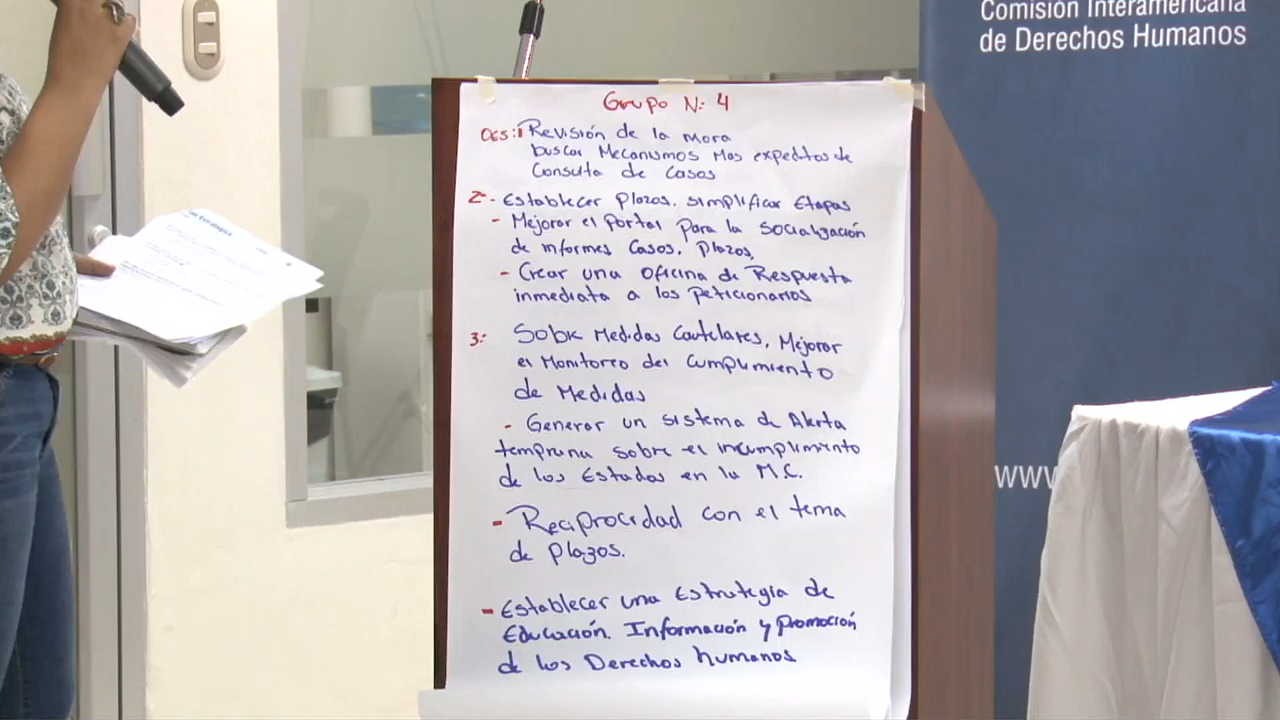 Comisión Interamericana
de Derechos Humanos
Grupo N: 4
Obs:1 Revisión de la mora
buscar Mecanismos Mas expeditos de
Consulta de Casos
2- Establecer Plazos. simplificar Etapas
- Mejorar el Portal para la Socialización
de informes Casos, Plazos,
- Crear una oficina de Respuesta
inmediata a los Peticionarios
3: Sobre Medidas Cautelares, Mejorar
el Monitoreo del Cumplimiento
de Medidas
- Generar un sistema de Alerta
temprana sobre el incumplimiento
de los Estados en la M.C.
- Reciprocidad con el tema
de Plazos.
- Establecer una Estrategia de
Educación. Información y promoción
de los Derechos humanos
www